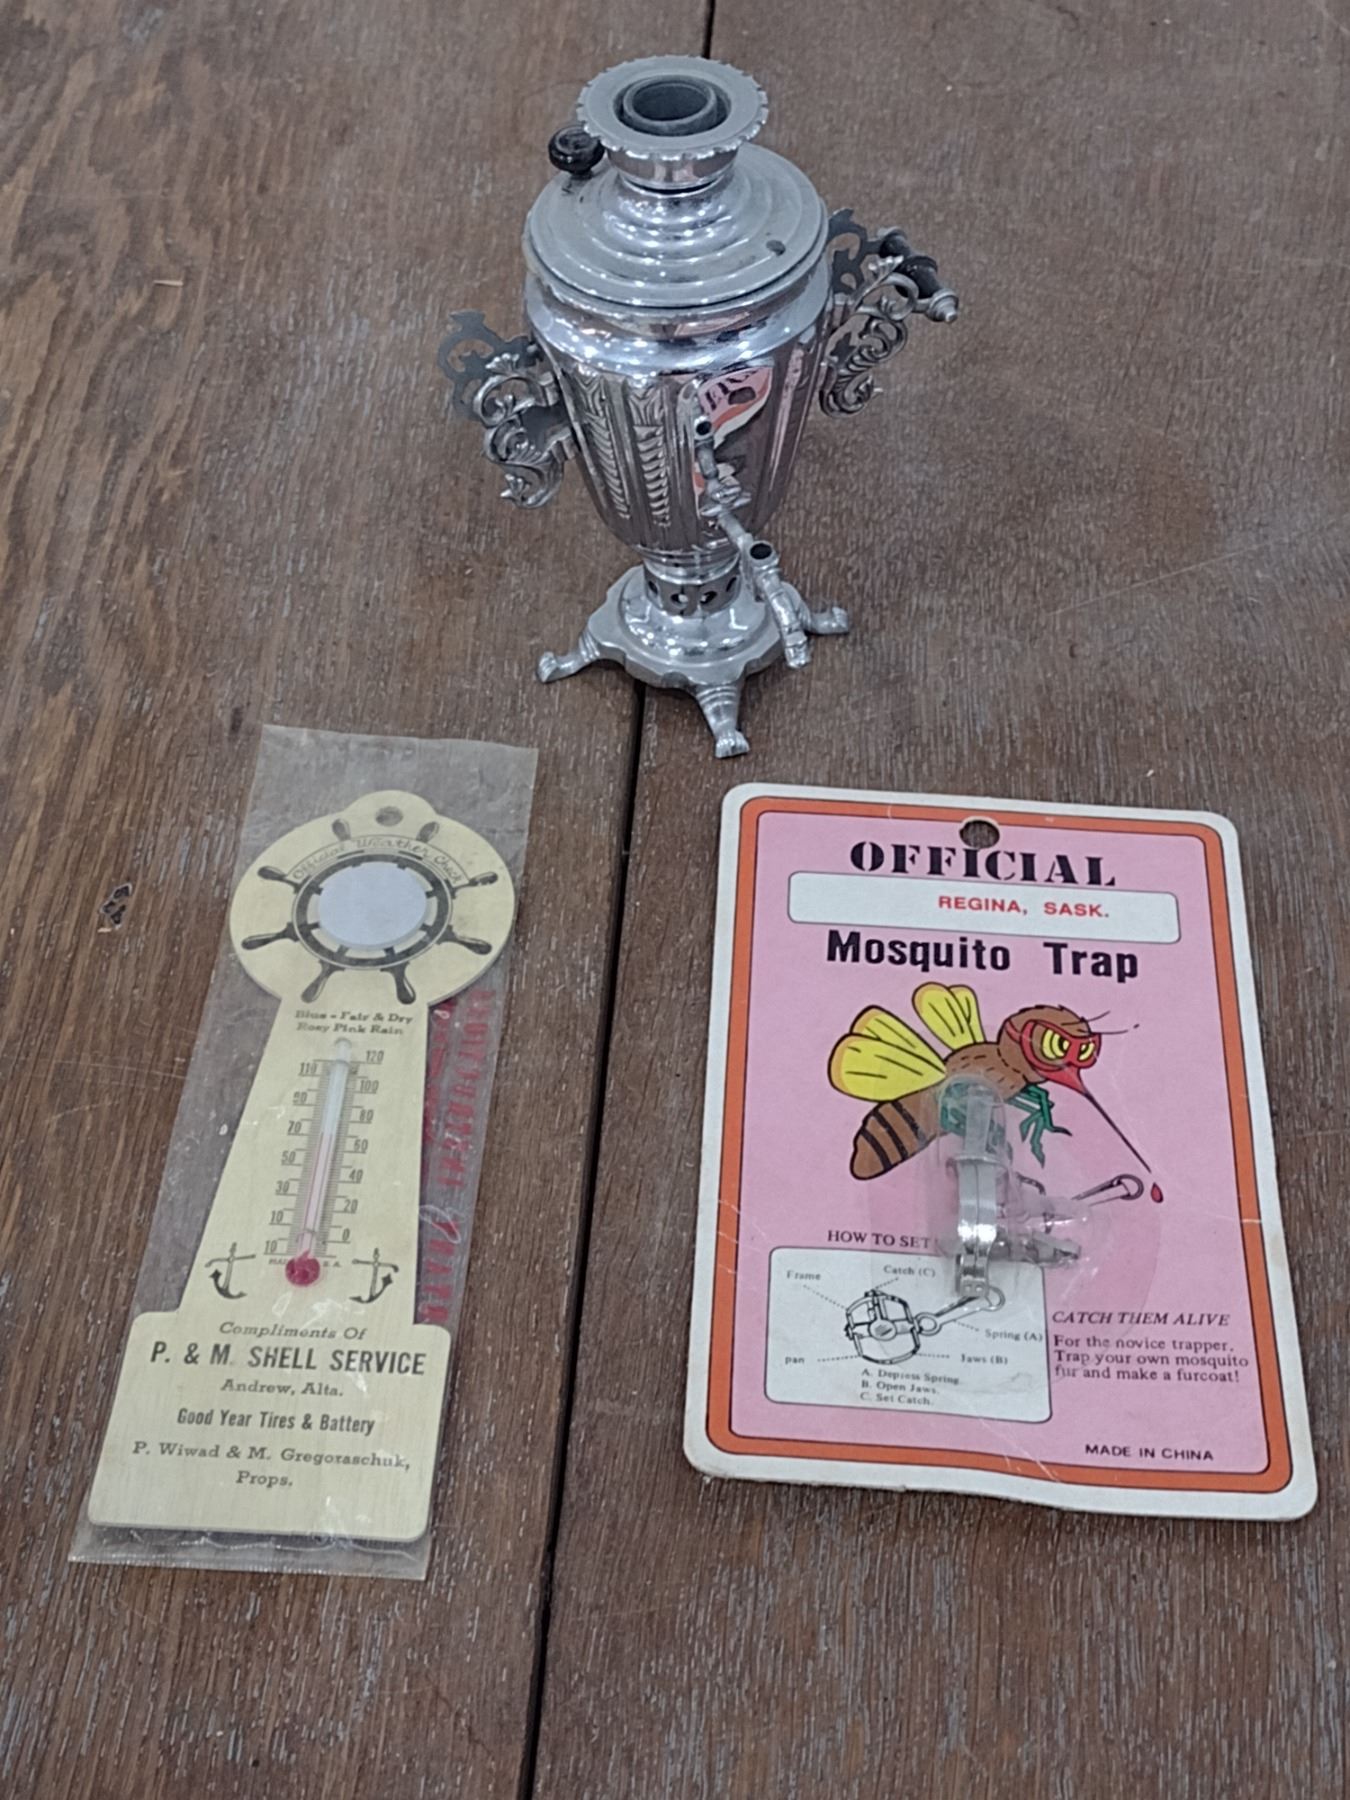 Official Weather Chick
Blue - Fair & Dry
Rosy Pink Rain
120
110
100
90
80
70
60
50
40
30
20
10
0
10
Compliments Of
P. & M. SHELL SERVICE
Andrew, Alta.
Good Year Tires & Battery
P. Wiwad & M. Gregoraschuk,
Props.
OFFICIAL
REGINA, SASK.
Mosquito Trap
HOW TO SET
Frame
Catch (C)
Spring (A)
pan
Jaws (B)
A. Depress Spring.
B. Open Jaws.
C. Set Catch.
CATCH THEM ALIVE
For the novice trapper.
Trap your own mosquito
fur and make a furcoat!
MADE IN CHINA